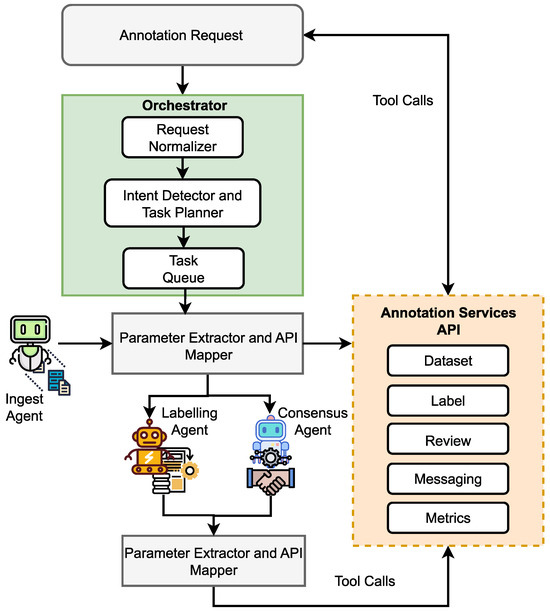 Annotation Request
Tool Calls
Orchestrator
Request
Normalizer
Intent Detector and
Task Planner
Task
Queue
Ingest
Agent
Parameter Extractor and API
Mapper
Annotation Services
API
Dataset
Label
Review
Messaging
Metrics
Labelling
Agent
Consensus
Agent
Parameter Extractor and API
Mapper
Tool Calls